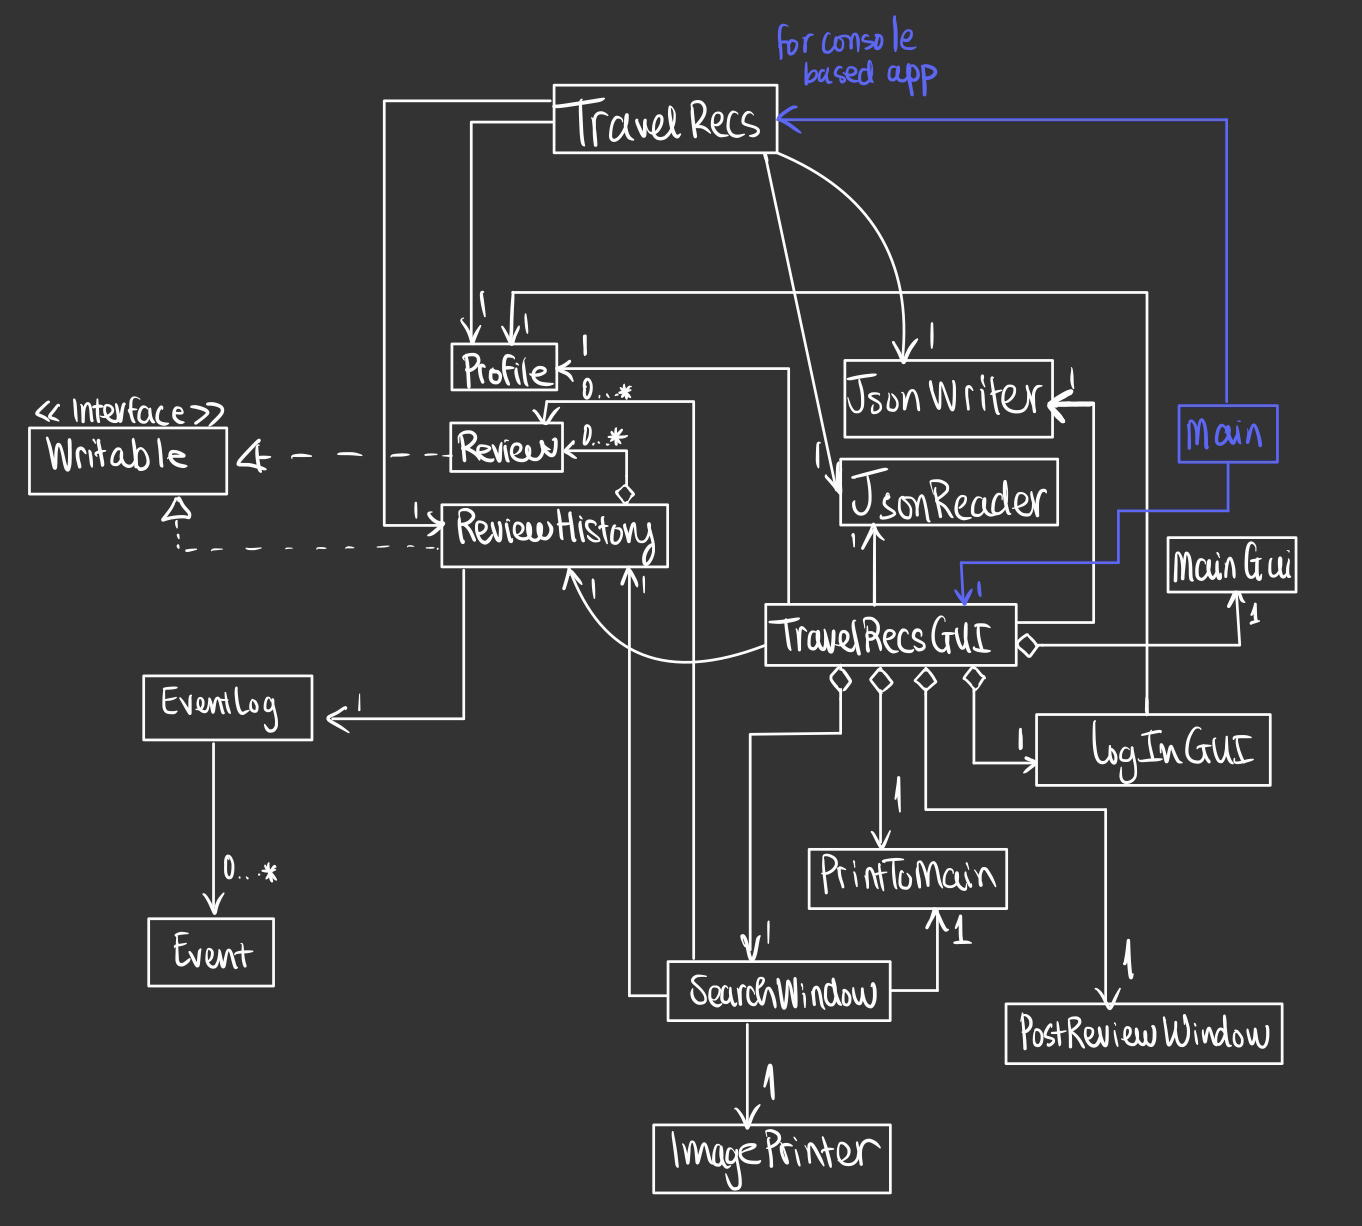 for console
based app
TravelRecs
1
1
1
1
Profile
0...*
<< Interface >>
Writable
Review
0...*
1
JsonWriter
1
Main
1
JsonReader
1
1
ReviewHistory
1
1
1
MainGui
1
TravelRecsGUI
EventLog
1
1
LogInGUI
1
PrintToMain
0...*
Event
1
1
1
SearchWindow
PostReviewWindow
1
ImagePrinter